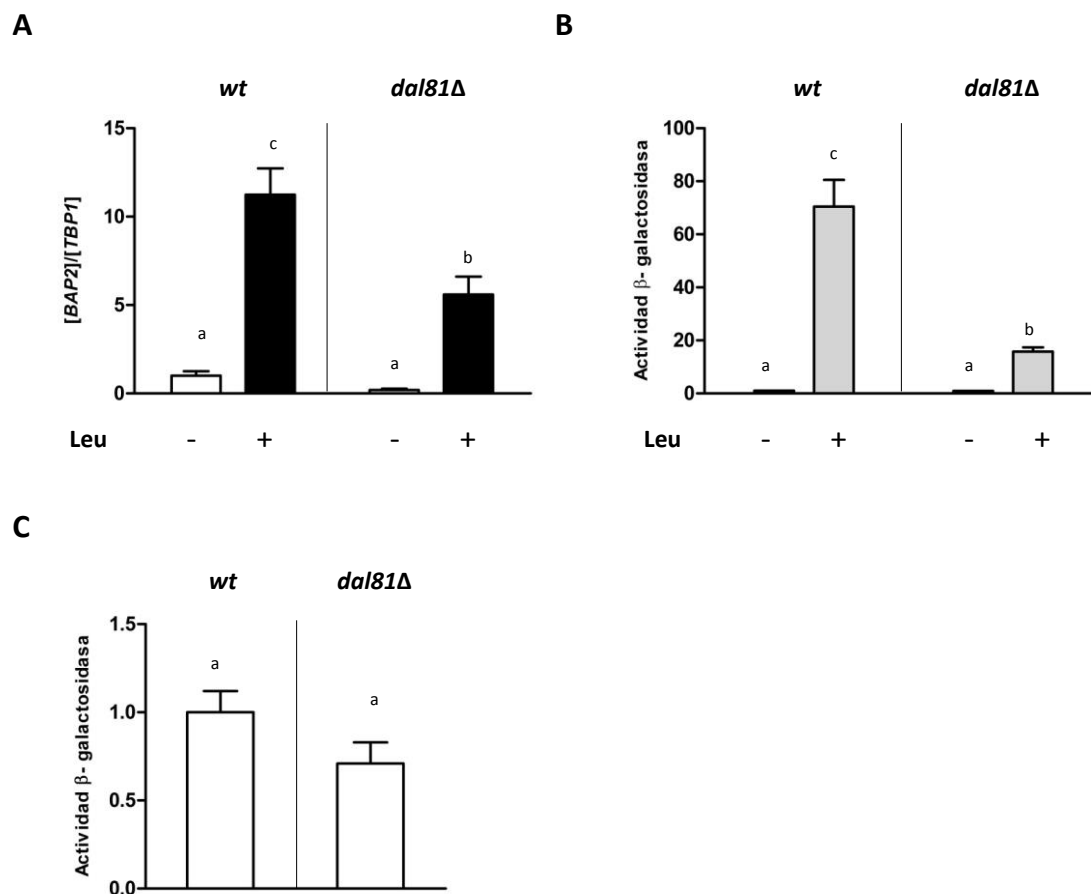 A
B
wt dal81Δ
wt dal81Δ
[BAP2]/[TBP1]
15
10
5
0
a
c
a
b
Leu - + - +
Actividad β- galactosidasa
100
80
60
40
20
0
a
c
a
b
Leu - + - +
C
wt dal81Δ
Actividad β- galactosidasa
1.5
1.0
0.5
0.0
a
a